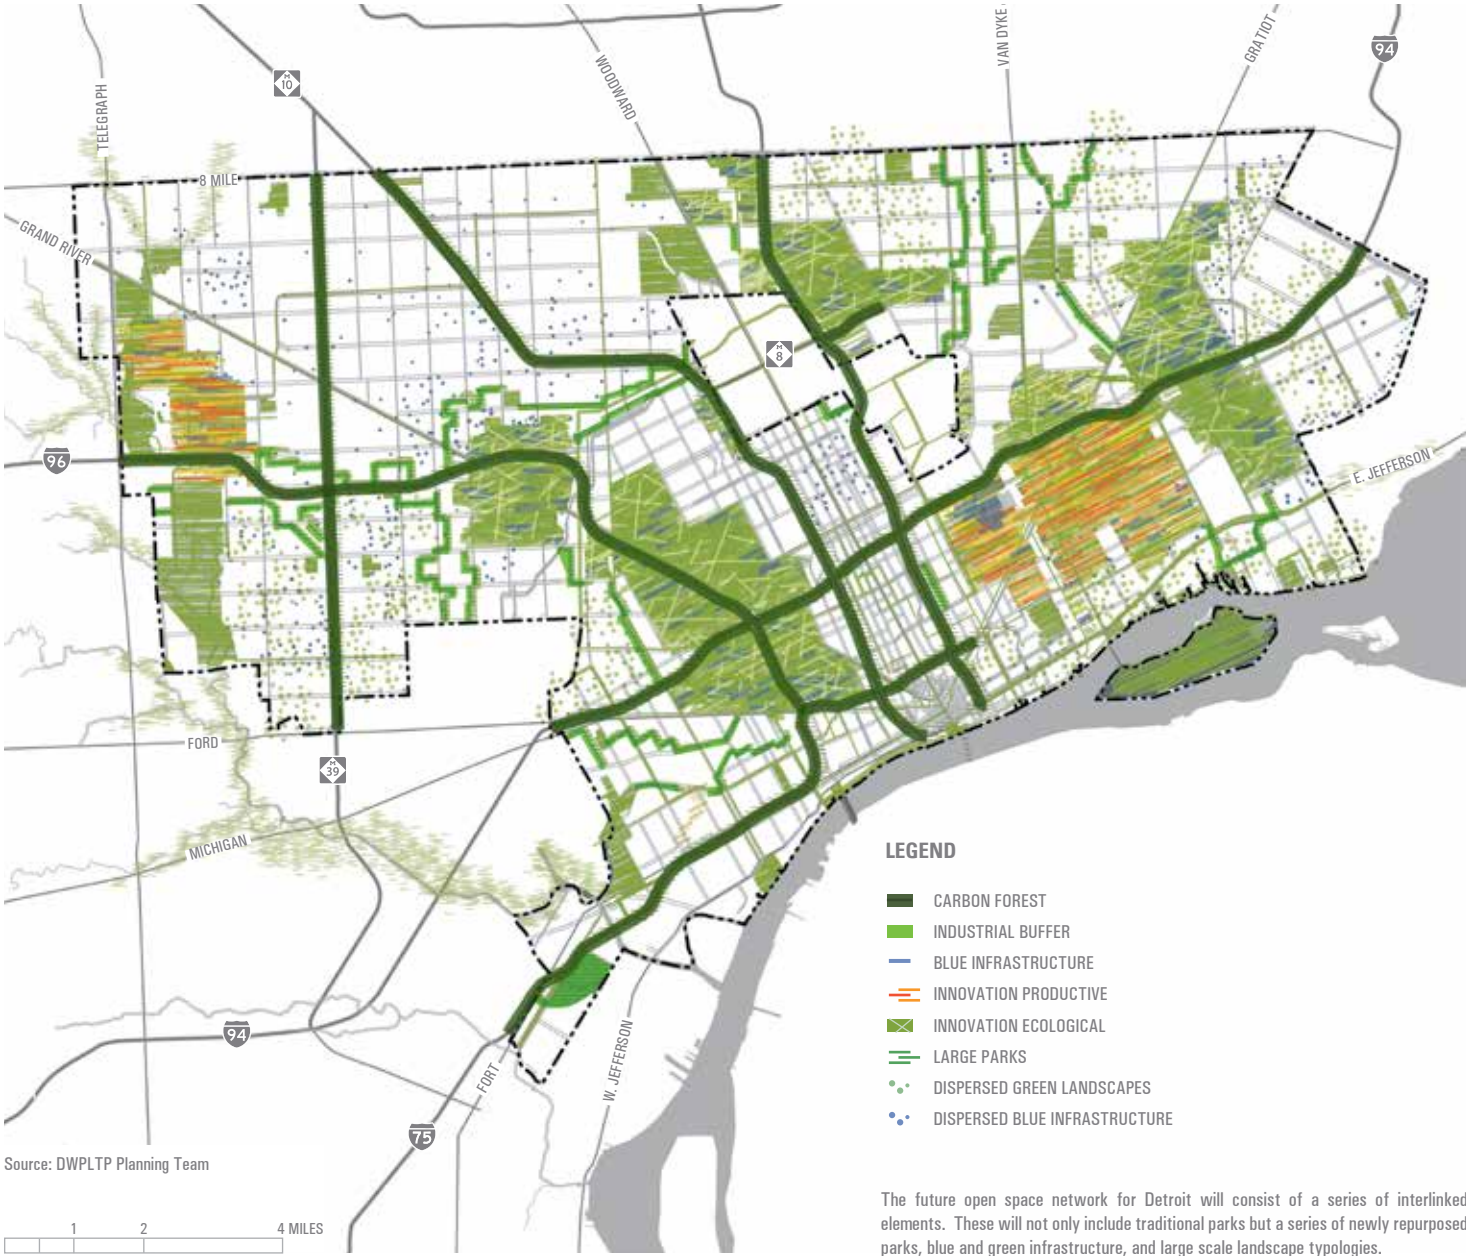 94
M
10
TELEGRAPH
WOODWARD
VAN DYKE
GRATIOT
8 MILE
GRAND RIVER
M
8
96
E. JEFFERSON
FORD
M
39
MICHIGAN
94
FORT
W. JEFFERSON
75
LEGEND
CARBON FOREST
INDUSTRIAL BUFFER
BLUE INFRASTRUCTURE
INNOVATION PRODUCTIVE
INNOVATION ECOLOGICAL
LARGE PARKS
DISPERSED GREEN LANDSCAPES
DISPERSED BLUE INFRASTRUCTURE
Source: DWPLTP Planning Team
1 2 4 MILES
The future open space network for Detroit will consist of a series of interlinked
elements. These will not only include traditional parks but a series of newly repurposed
parks, blue and green infrastructure, and large scale landscape typologies.